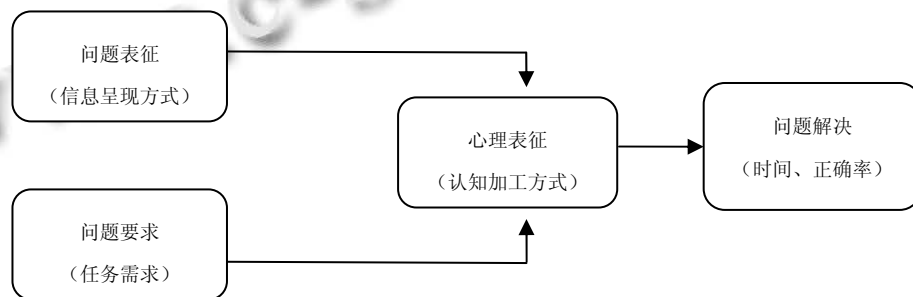 问题表征
（信息呈现方式）
心理表征
（认知加工方式）
问题解决
（时间、正确率）
问题要求
（任务需求）